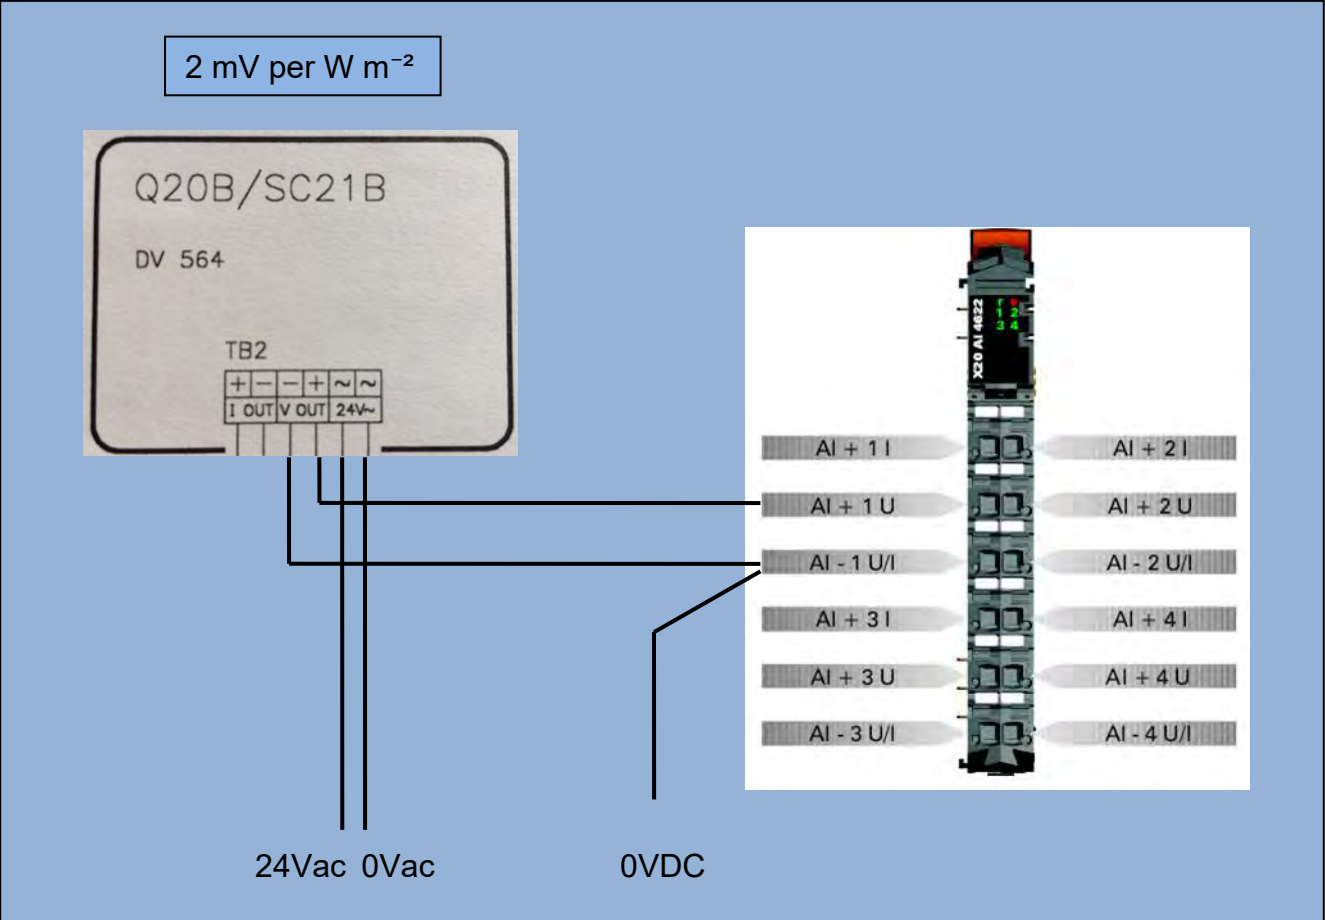 2 mV per W m⁻²
Q20B/SC21B
DV 564
TB2
+ − − + ~ ~
I OUT V OUT 24V~
X20 AI 4622
r e
1 2
3 4
AI + 1 I
AI + 2 I
AI + 1 U
AI + 2 U
AI - 1 U/I
AI - 2 U/I
AI + 3 I
AI + 4 I
AI + 3 U
AI + 4 U
AI - 3 U/I
AI - 4 U/I
24Vac 0Vac
0VDC